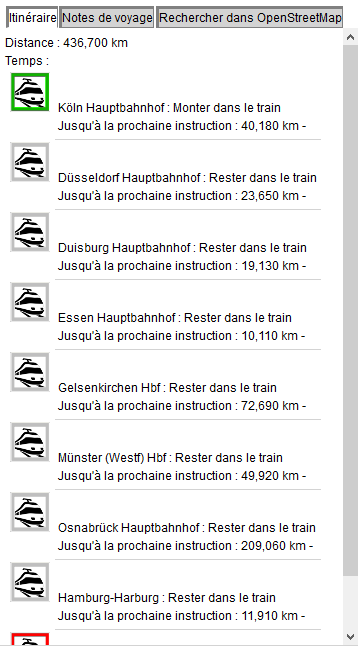 Itinéraire
Notes de voyage
Rechercher dans OpenStreetMap
Distance : 436,700 km
Temps :
Köln Hauptbahnhof : Monter dans le train
Jusqu'à la prochaine instruction : 40,180 km -
Düsseldorf Hauptbahnhof : Rester dans le train
Jusqu'à la prochaine instruction : 23,650 km -
Duisburg Hauptbahnhof : Rester dans le train
Jusqu'à la prochaine instruction : 19,130 km -
Essen Hauptbahnhof : Rester dans le train
Jusqu'à la prochaine instruction : 10,110 km -
Gelsenkirchen Hbf : Rester dans le train
Jusqu'à la prochaine instruction : 72,690 km -
Münster (Westf) Hbf : Rester dans le train
Jusqu'à la prochaine instruction : 49,920 km -
Osnabrück Hauptbahnhof : Rester dans le train
Jusqu'à la prochaine instruction : 209,060 km -
Hamburg-Harburg : Rester dans le train
Jusqu'à la prochaine instruction : 11,910 km -